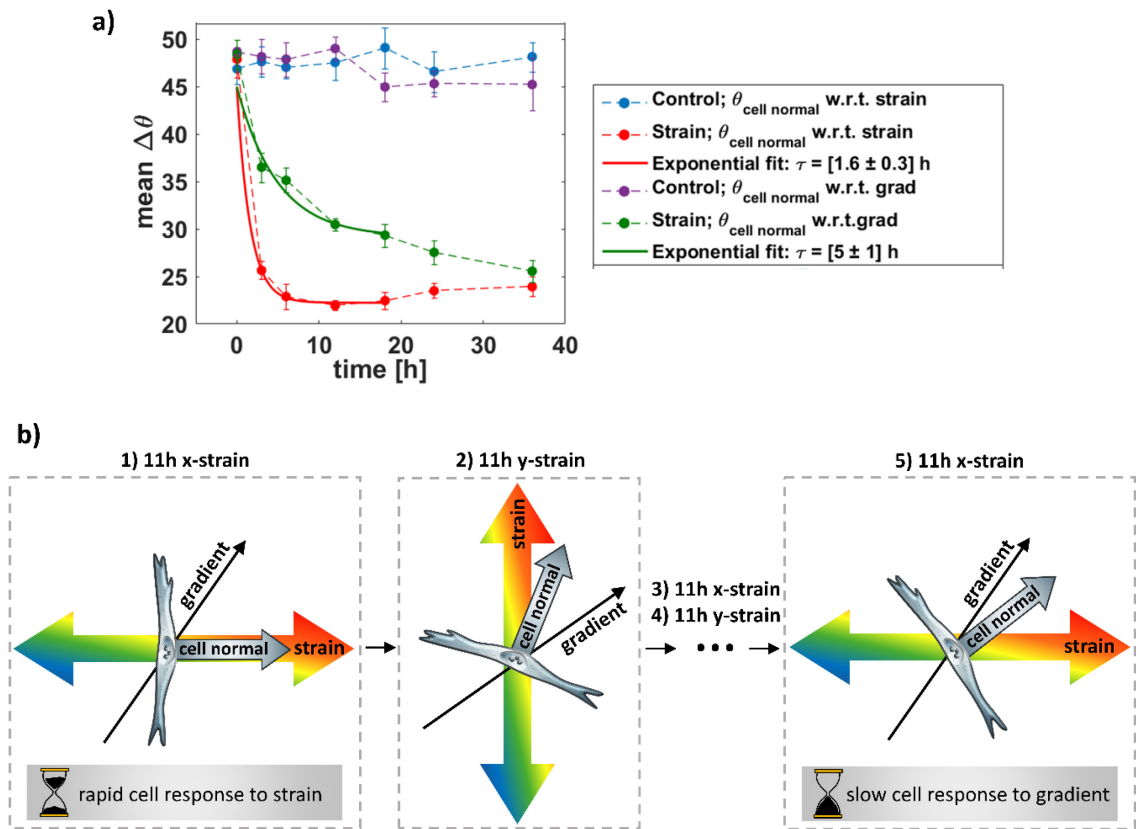 a)
50
45
40
35
30
25
20
mean Δθ
0
10
20
30
40
time [h]
Control; θcell normal w.r.t. strain
Strain; θcell normal w.r.t. strain
Exponential fit: τ = [1.6 ± 0.3] h
Control; θcell normal w.r.t. grad
Strain; θcell normal w.r.t.grad
Exponential fit: τ = [5 ± 1] h
b)
1) 11h x-strain
gradient
cell normal
strain
rapid cell response to strain
2) 11h y-strain
strain
cell normal
gradient
3) 11h x-strain
4) 11h y-strain
5) 11h x-strain
gradient
cell normal
strain
slow cell response to gradient